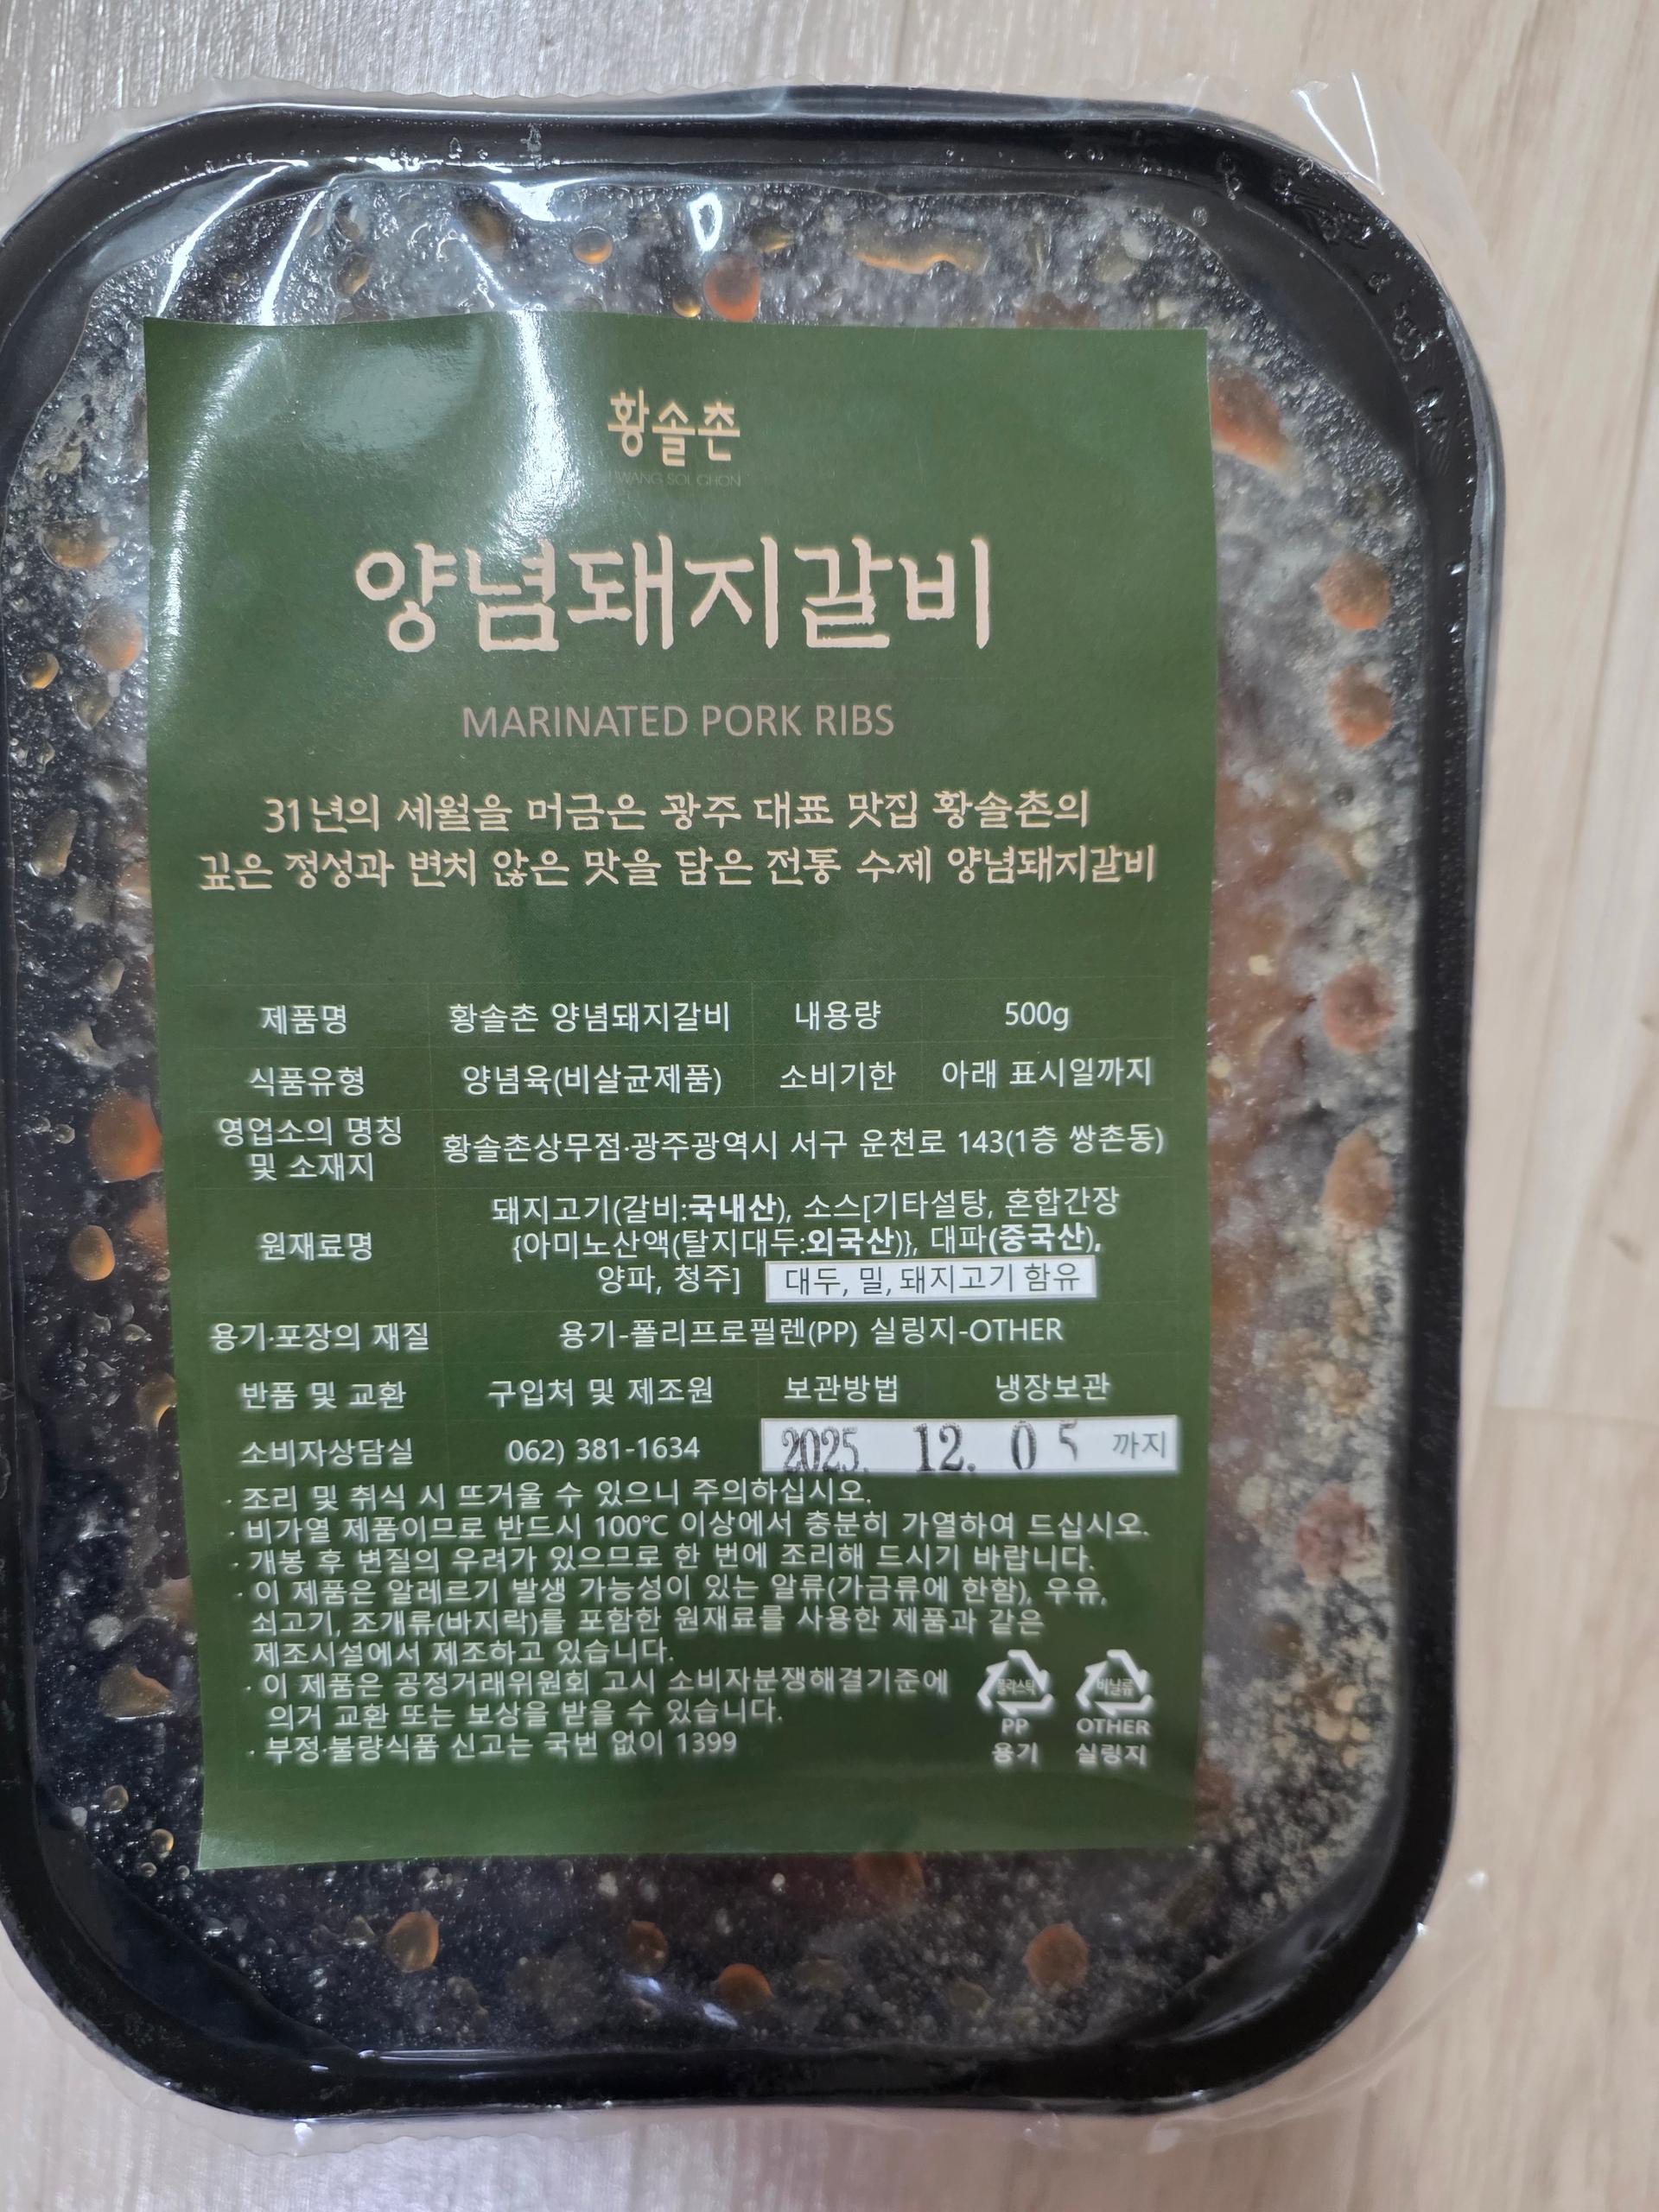 황솔촌
HWANG SOL CHON
양념돼지갈비
MARINATED PORK RIBS
31년의 세월을 머금은 광주 대표 맛집 황솔촌의
깊은 정성과 변치 않은 맛을 담은 전통 수제 양념돼지갈비
제품명 황솔촌 양념돼지갈비 내용량 500g
식품유형 양념육(비살균제품) 소비기한 아래 표시일까지
영업소의 명칭
및 소재지 황솔촌상무점·광주광역시 서구 운천로 143(1층 쌍촌동)
원재료명 돼지고기(갈비:국내산), 소스[기타설탕, 혼합간장
{아미노산액(탈지대두:외국산)}, 대파(중국산),
양파, 청주] 대두, 밀, 돼지고기 함유
용기·포장의 재질 용기-폴리프로필렌(PP) 실링지-OTHER
반품 및 교환 구입처 및 제조원 보관방법 냉장보관
소비자상담실 062) 381-1634 2025. 12. 05 까지
· 조리 및 취식 시 뜨거울 수 있으니 주의하십시오.
· 비가열 제품이므로 반드시 100℃ 이상에서 충분히 가열하여 드십시오.
· 개봉 후 변질의 우려가 있으므로 한 번에 조리해 드시기 바랍니다.
· 이 제품은 알레르기 발생 가능성이 있는 알류(가금류에 한함), 우유,
쇠고기, 조개류(바지락)를 포함한 원재료를 사용한 제품과 같은
제조시설에서 제조하고 있습니다.
· 이 제품은 공정거래위원회 고시 소비자분쟁해결기준에
의거 교환 또는 보상을 받을 수 있습니다.
· 부정·불량식품 신고는 국번 없이 1399
플라스틱 비닐류
PP OTHER
용기 실링지